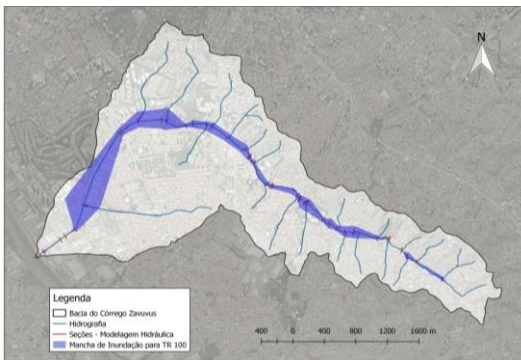 N
Legenda
Bacia do Córrego Zavuvus
Hidrografia
Seções - Modelagem Hidráulica
Mancha de Inundação para TR 100
400 0 400 800 1200 1600 m